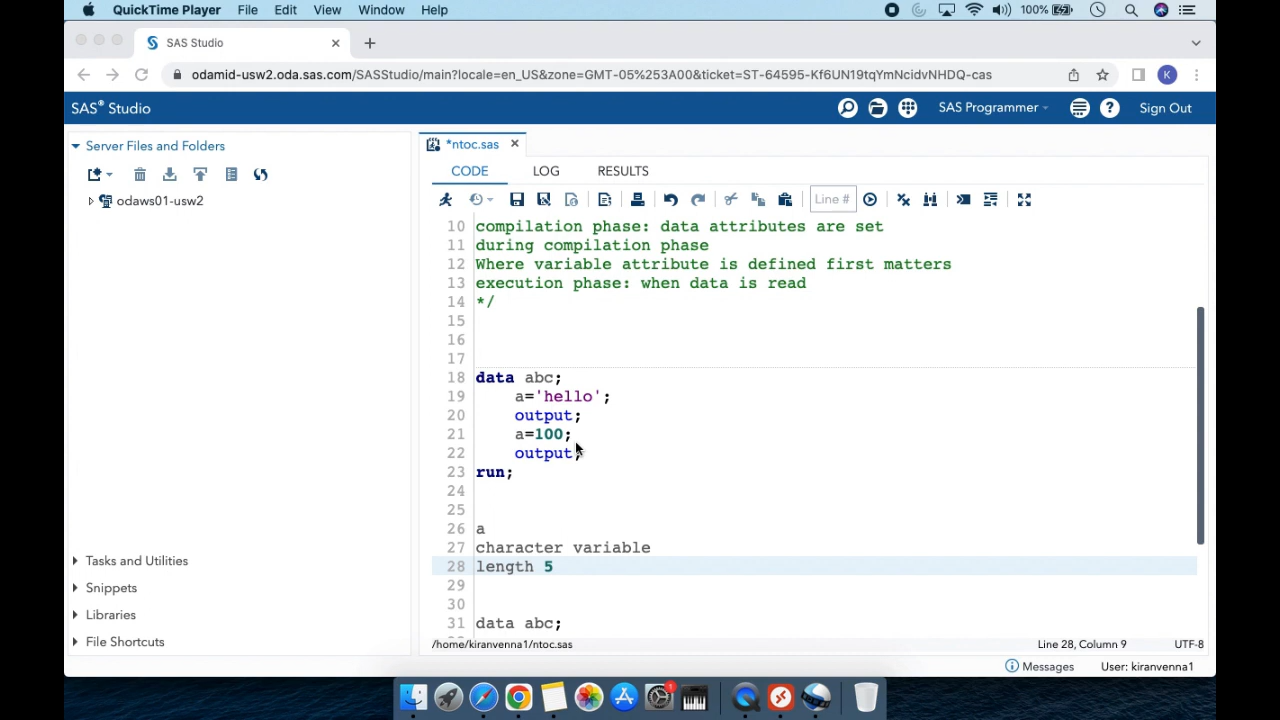 QuickTime Player File Edit View Window Help 100%
SAS Studio
odamid-usw2.oda.sas.com/SASStudio/main?locale=en_US&zone=GMT-05%253A00&ticket=ST-64595-Kf6UN19tqYmNcidvNHDQ-cas
K
SAS® Studio SAS Programmer Sign Out
Server Files and Folders
*ntoc.sas
CODE LOG RESULTS
Line #
odaws01-usw2
10 compilation phase: data attributes are set
11 during compilation phase
12 Where variable attribute is defined first matters
13 execution phase: when data is read
14 */
15
16
17
18 data abc;
19 a='hello';
20 output;
21 a=100;
22 output;
23 run;
24
25
26 a
27 character variable
28 length 5
29
30
31 data abc;
Tasks and Utilities
Snippets
Libraries
File Shortcuts
/home/kiranvenna1/ntoc.sas Line 28, Column 9 UTF-8
Messages User: kiranvenna1